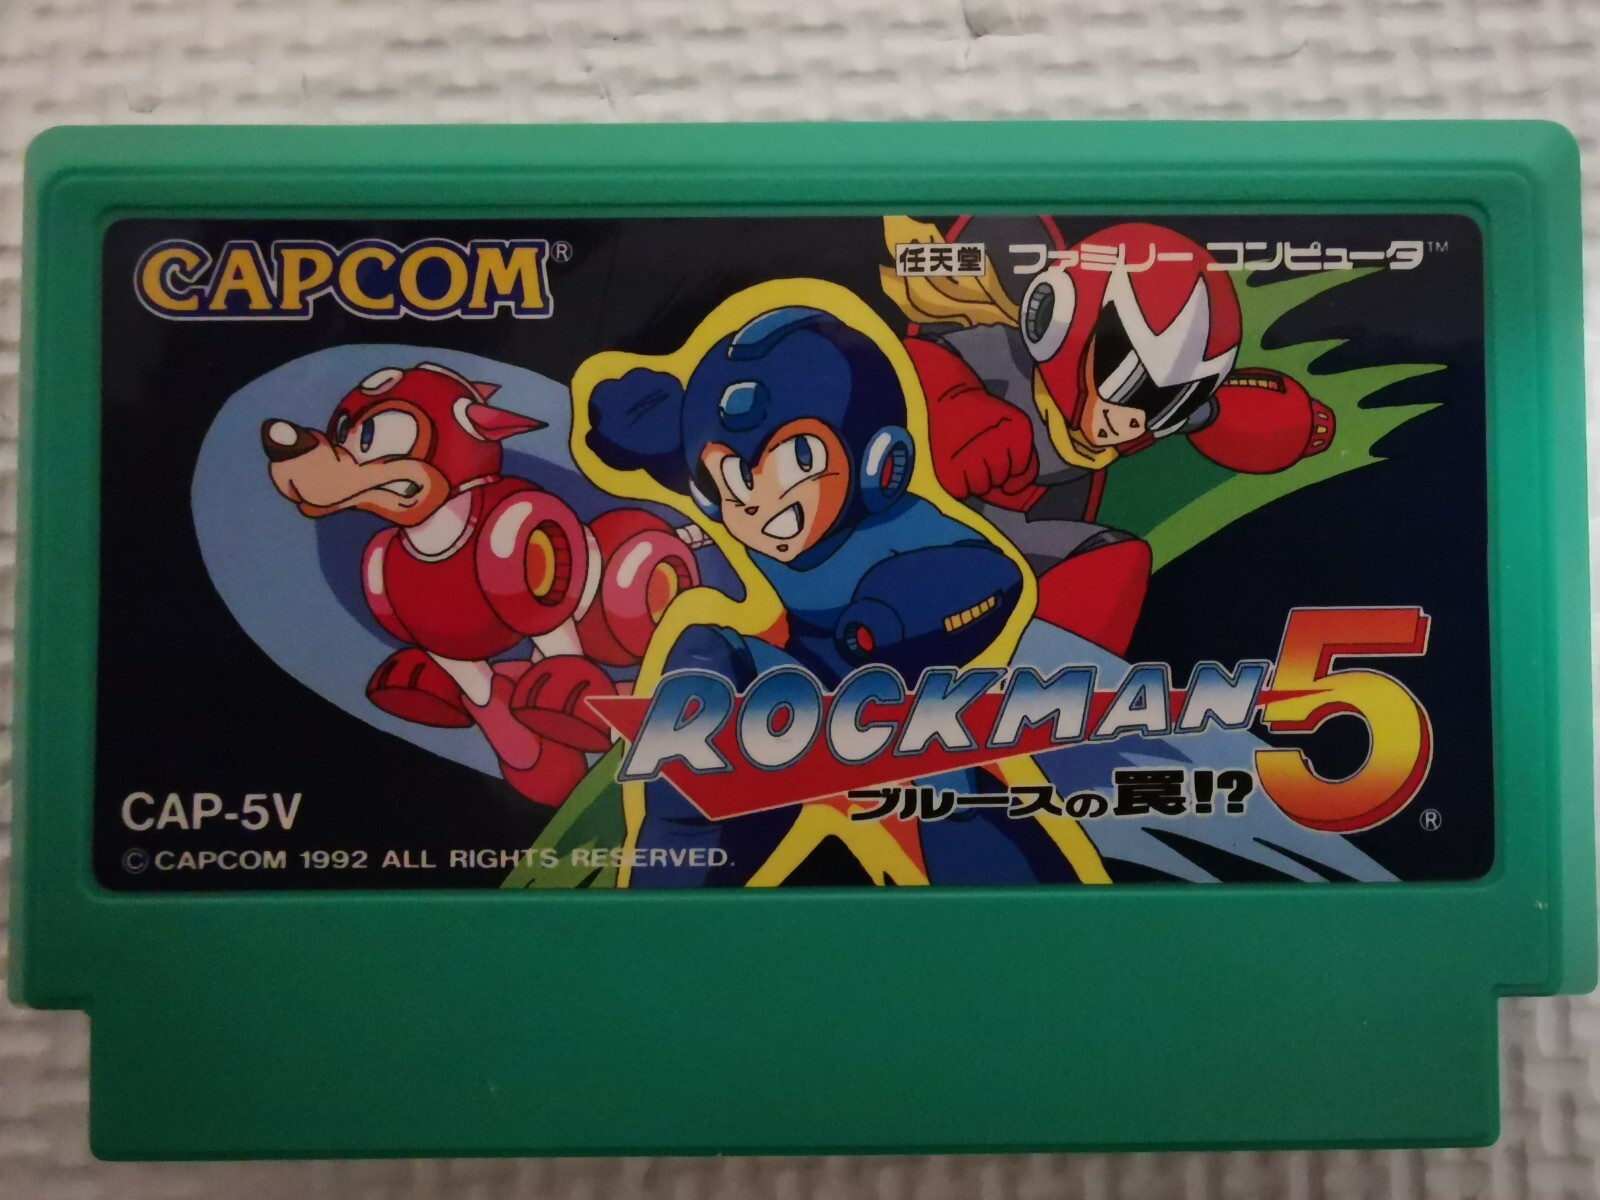 CAPCOM®
任天堂 ファミリーコンピュータ™
ROCKMAN 5
ブルースの罠!?
®
CAP-5V
©CAPCOM 1992 ALL RIGHTS RESERVED.